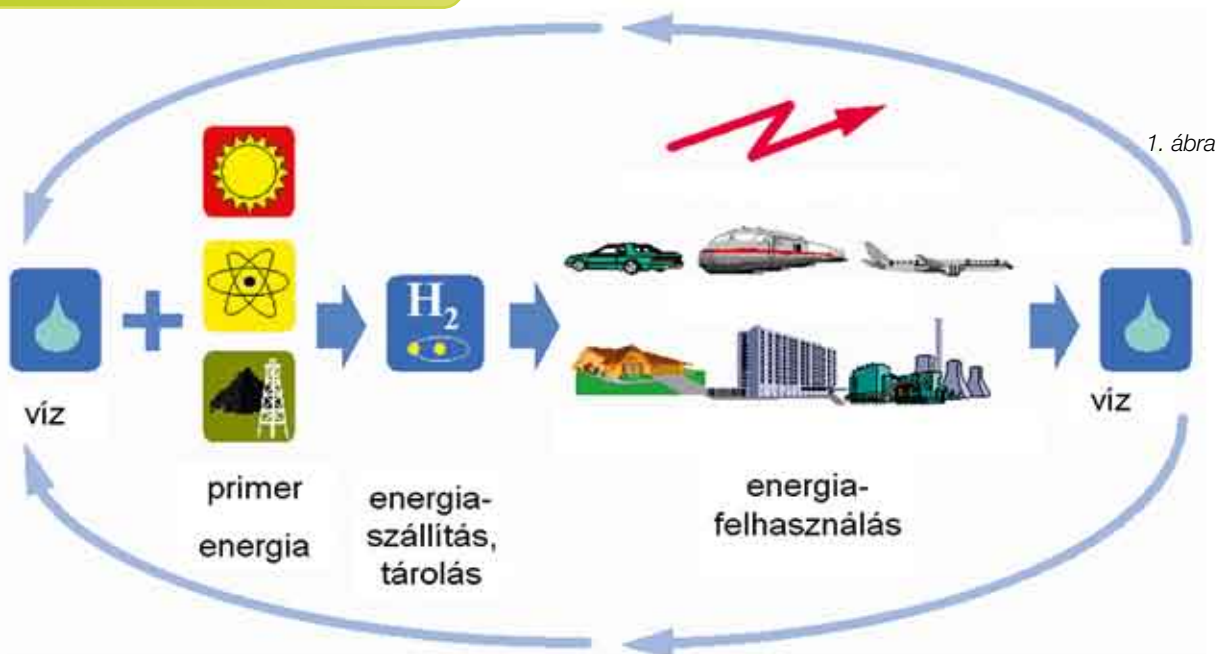 1. ábra
víz
primer
energia
H2
energia-
szállítás,
tárolás
energia-
felhasználás
víz